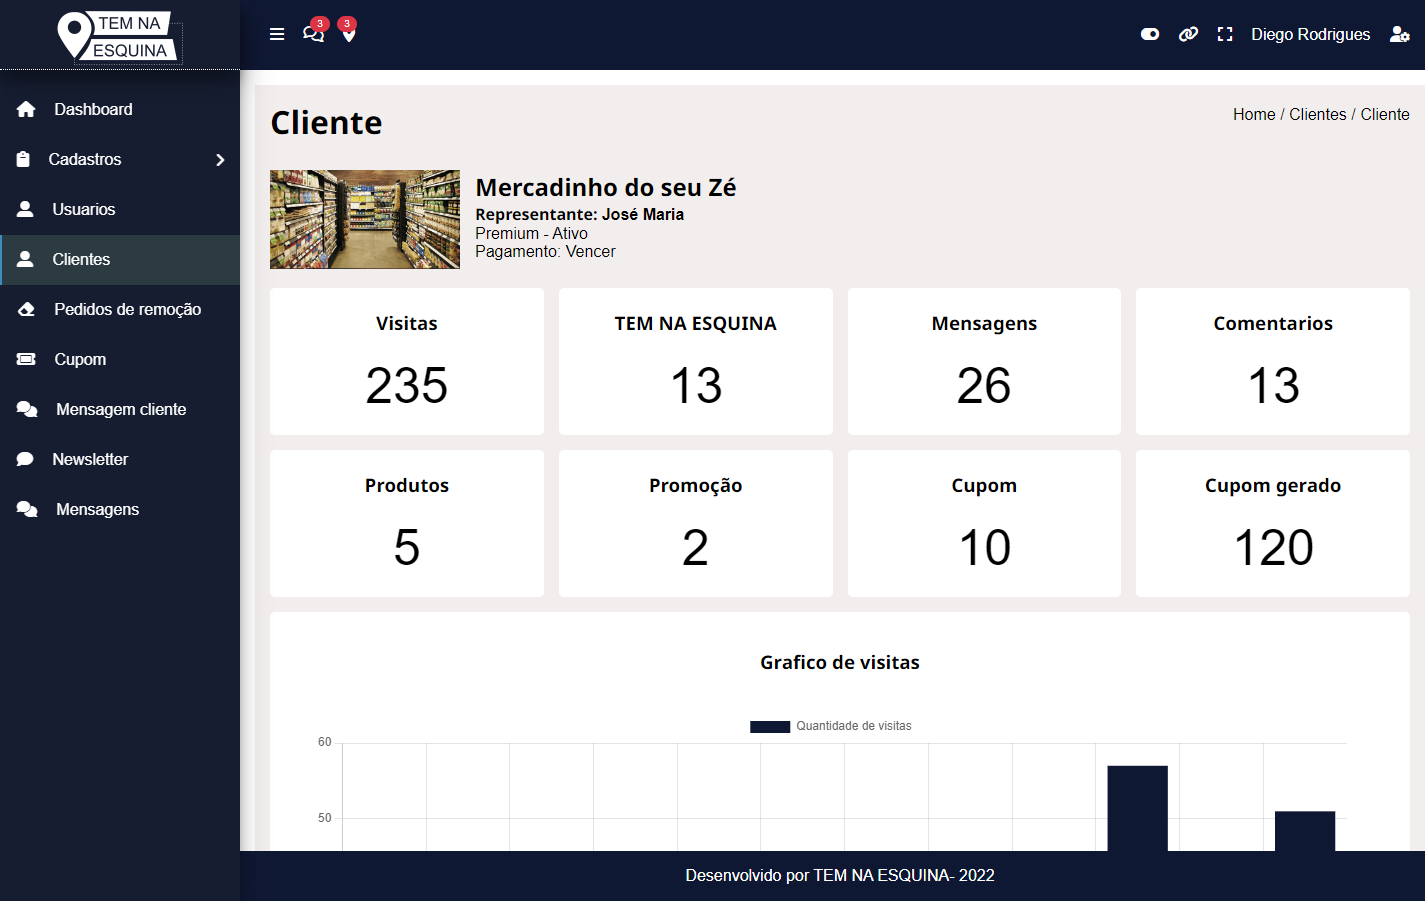 TEM NA
ESQUINA
3
3
Diego Rodrigues
Dashboard
Cadastros
Usuarios
Clientes
Pedidos de remoção
Cupom
Mensagem cliente
Newsletter
Mensagens
Cliente
Home / Clientes / Cliente
Mercadinho do seu Zé
Representante: José Maria
Premium - Ativo
Pagamento: Vencer
Visitas
235
TEM NA ESQUINA
13
Mensagens
26
Comentarios
13
Produtos
5
Promoção
2
Cupom
10
Cupom gerado
120
Grafico de visitas
Quantidade de visitas
60
50
Desenvolvido por TEM NA ESQUINA- 2022